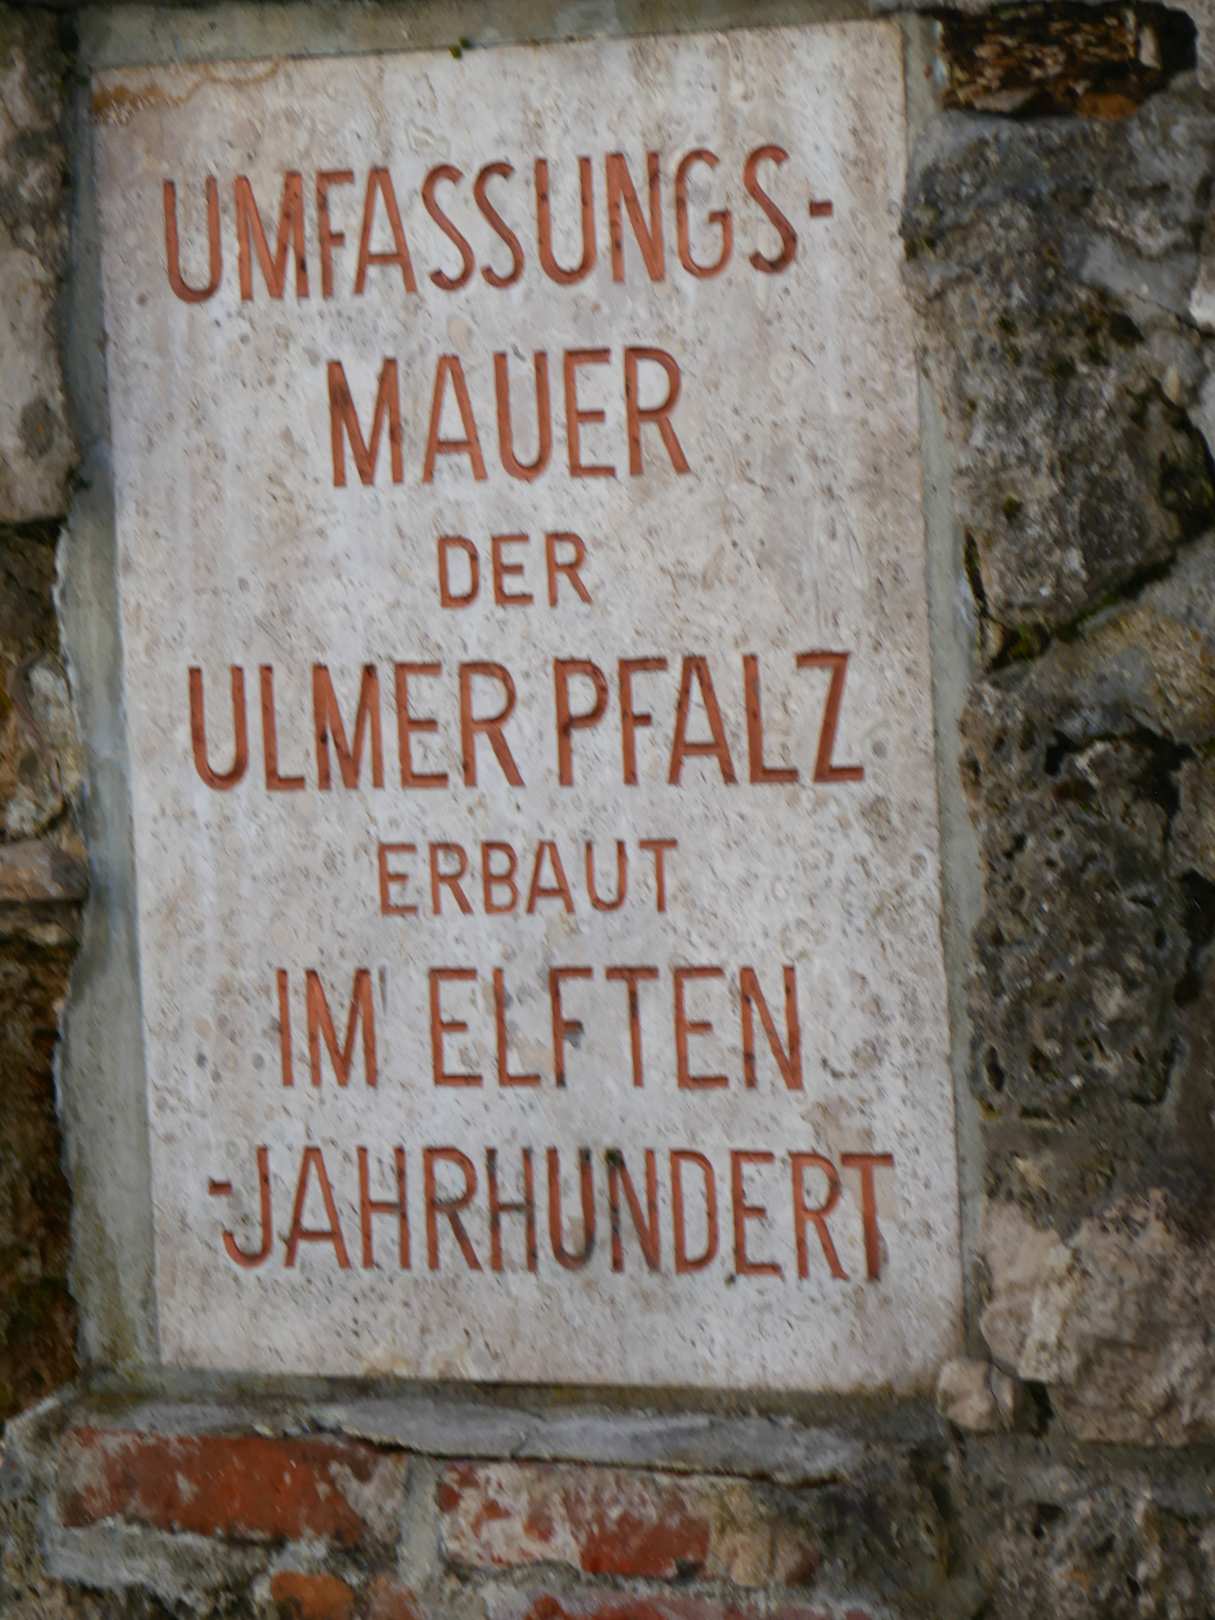 UMFASSUNGS-
MAUER
DER
ULMER PFALZ
ERBAUT
IM ELFTEN
-JAHRHUNDERT